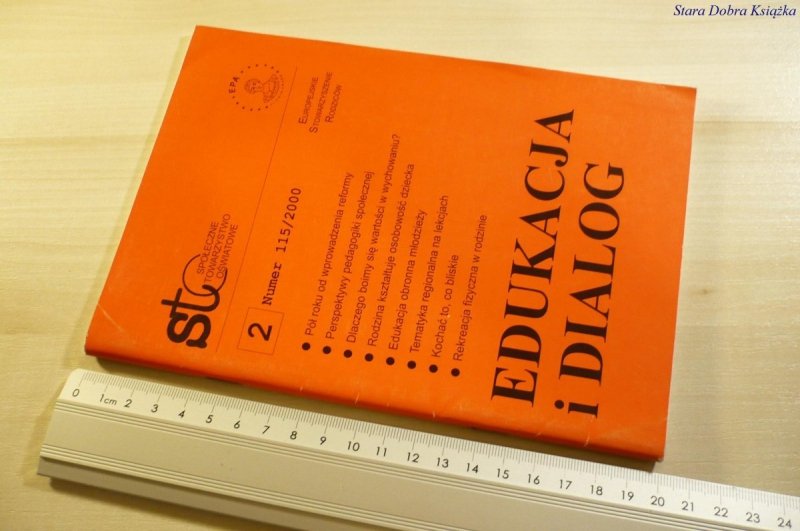 Stara Dobra Książka
EPA
EUROPEJSKIE
STOWARZYSZENIE
RODZICÓW
sto
SPOŁECZNE
TOWARZYSTWO
OŚWIATOWE
2 Numer 115/2000
● Pół roku od wprowadzenia reformy
● Perspektywy pedagogiki społecznej
● Dlaczego boimy się wartości w wychowaniu?
● Rodzina kształtuje osobowość dziecka
● Edukacja obronna młodzieży
● Tematyka regionalna na lekcjach
● Kochać to, co bliskie
● Rekreacja fizyczna w rodzinie
EDUKACJA
i DIALOG
0 1cm 2 3 4 5 6 7 8 9 10 11 12 13 14 15 16 17 18 19 20 21 22 23 24